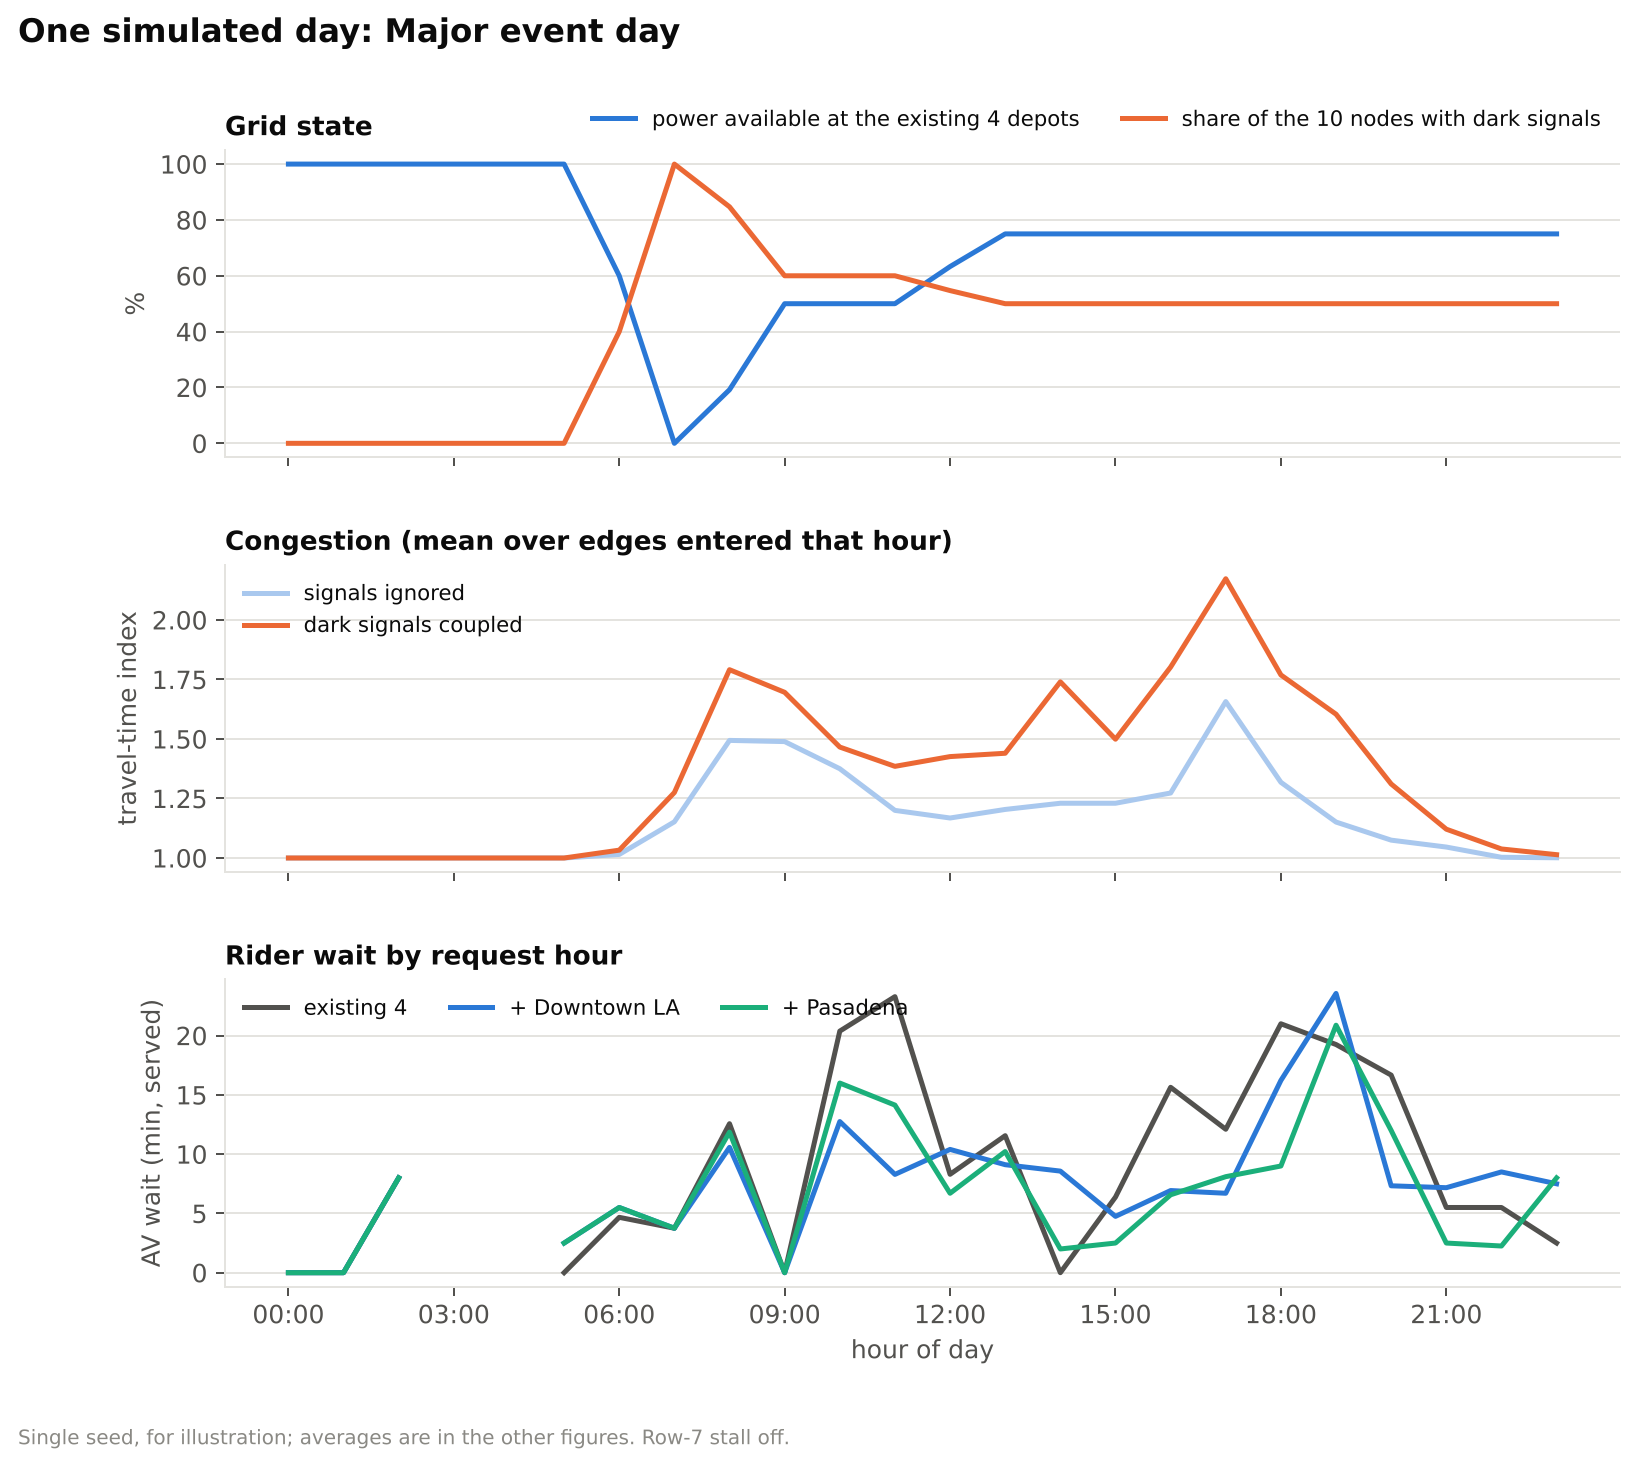 One simulated day: Major event day
Grid state
power available at the existing 4 depots
share of the 10 nodes with dark signals
100
80
60
40
20
0
%
Congestion (mean over edges entered that hour)
signals ignored
dark signals coupled
2.00
1.75
1.50
1.25
1.00
travel-time index
Rider wait by request hour
existing 4
+ Downtown LA
+ Pasadena
20
15
10
5
0
AV wait (min, served)
00:00 03:00 06:00 09:00 12:00 15:00 18:00 21:00
hour of day
Single seed, for illustration; averages are in the other figures. Row-7 stall off.